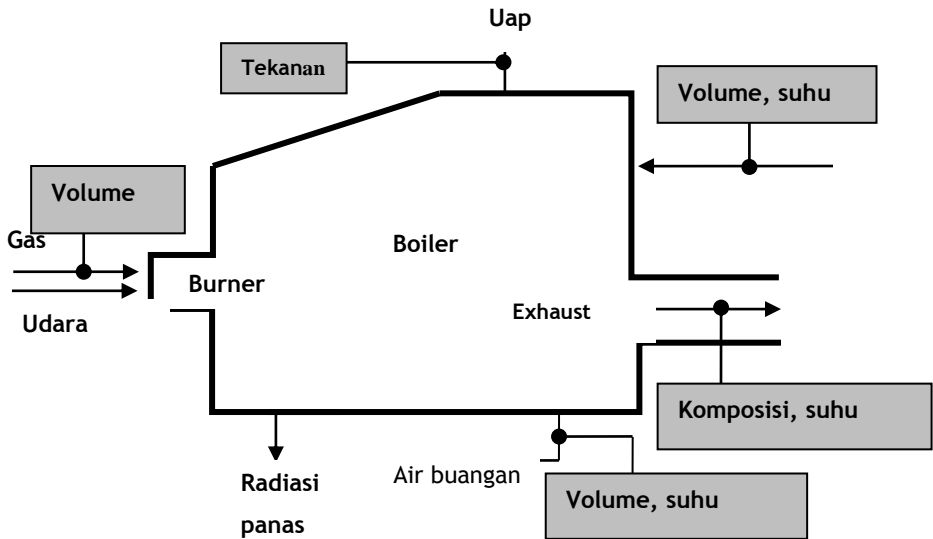 Uap
Tekanan
Volume, suhu
Volume
Gas
Boiler
Burner
Udara
Exhaust
Komposisi, suhu
Radiasi
panas
Air buangan
Volume, suhu